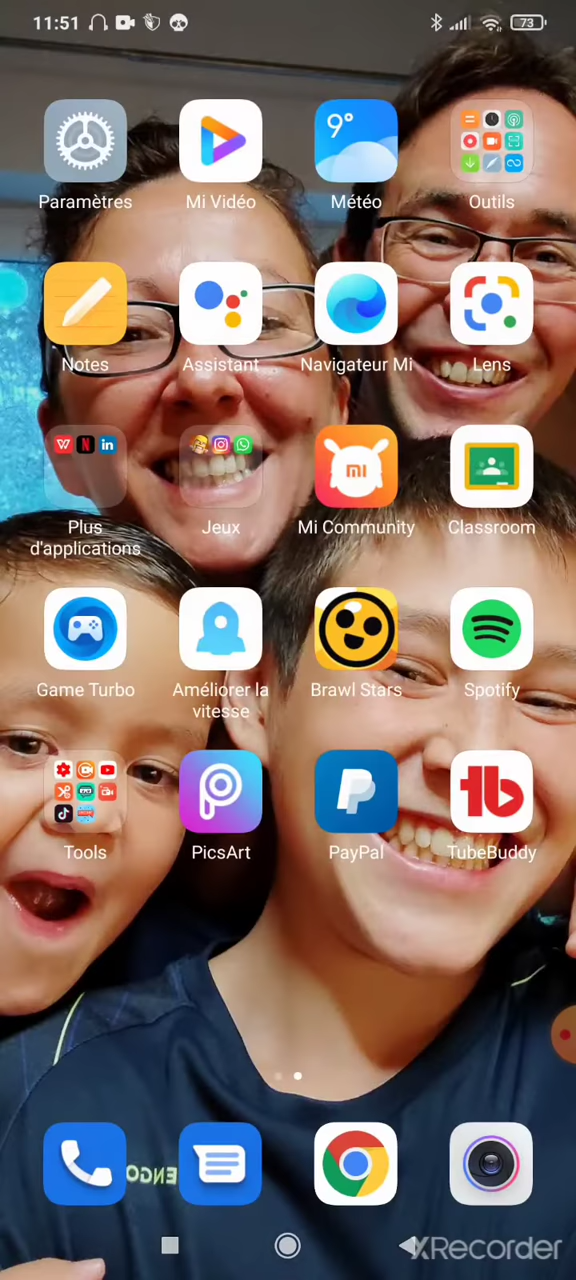 11:51
73
9°
Paramètres
Mi Vidéo
Météo
Outils
Notes
Assistant
Navigateur Mi
Lens
Plus d'applications
Jeux
Mi Community
Classroom
Game Turbo
Améliorer la vitesse
Brawl Stars
Spotify
Tools
PicsArt
PayPal
TubeBuddy
ENGO
XRecorder